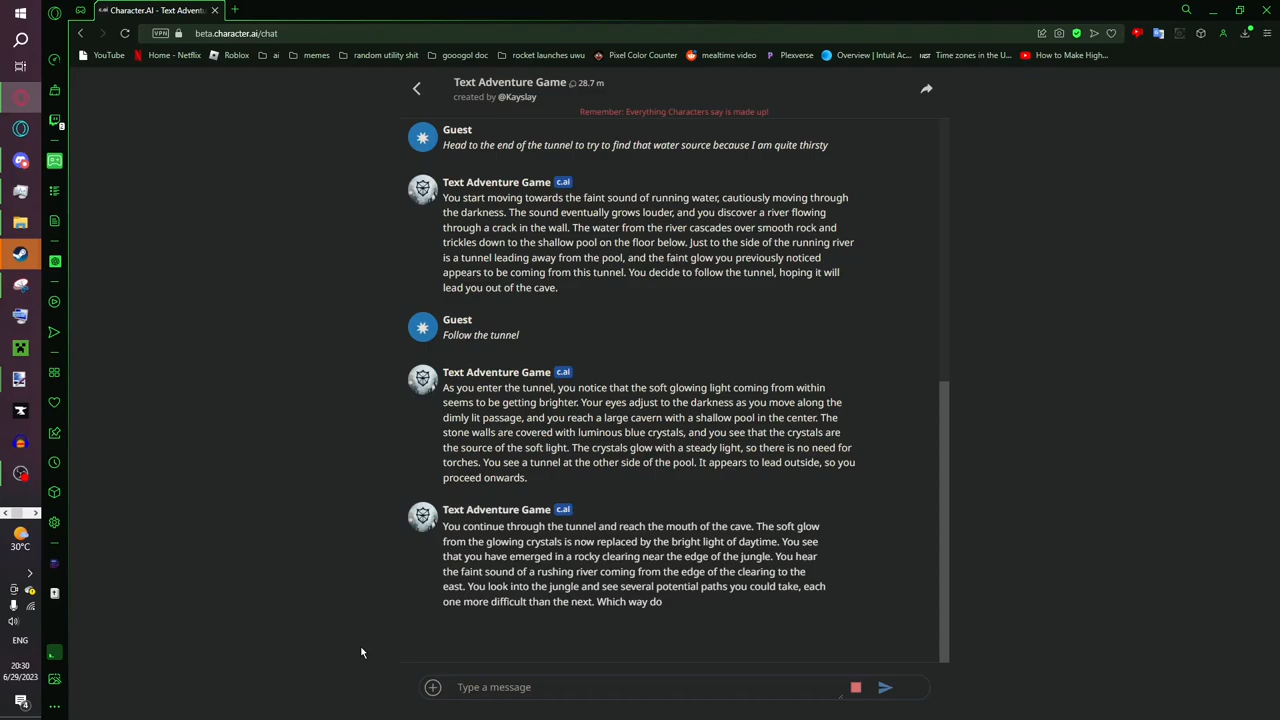 Character.AI - Text Adventu
VPN
beta.character.ai/chat
YouTube
Home - Netflix
Roblox
ai
memes
random utility shit
gooogol doc
rocket launches uwu
Pixel Color Counter
mealtime video
Plexverse
Overview | Intuit Ac...
Time zones in the U...
How to Make High...
Text Adventure Game 28.7 m
created by @Kayslay
Remember: Everything Characters say is made up!
Guest
Head to the end of the tunnel to try to find that water source because I am quite thirsty
Text Adventure Game c.ai
You start moving towards the faint sound of running water, cautiously moving through
the darkness. The sound eventually grows louder, and you discover a river flowing
through a crack in the wall. The water from the river cascades over smooth rock and
trickles down to the shallow pool on the floor below. Just to the side of the running river
is a tunnel leading away from the pool, and the faint glow you previously noticed
appears to be coming from this tunnel. You decide to follow the tunnel, hoping it will
lead you out of the cave.
Guest
Follow the tunnel
Text Adventure Game c.ai
As you enter the tunnel, you notice that the soft glowing light coming from within
seems to be getting brighter. Your eyes adjust to the darkness as you move along the
dimly lit passage, and you reach a large cavern with a shallow pool in the center. The
stone walls are covered with luminous blue crystals, and you see that the crystals are
the source of the soft light. The crystals glow with a steady light, so there is no need for
torches. You see a tunnel at the other side of the pool. It appears to lead outside, so you
proceed onwards.
Text Adventure Game c.ai
You continue through the tunnel and reach the mouth of the cave. The soft glow
from the glowing crystals is now replaced by the bright light of daytime. You see
that you have emerged in a rocky clearing near the edge of the jungle. You hear
the faint sound of a rushing river coming from the edge of the clearing to the
east. You look into the jungle and see several potential paths you could take, each
one more difficult than the next. Which way do
Type a message
30°C
ENG
20:30
6/29/2023
4
2